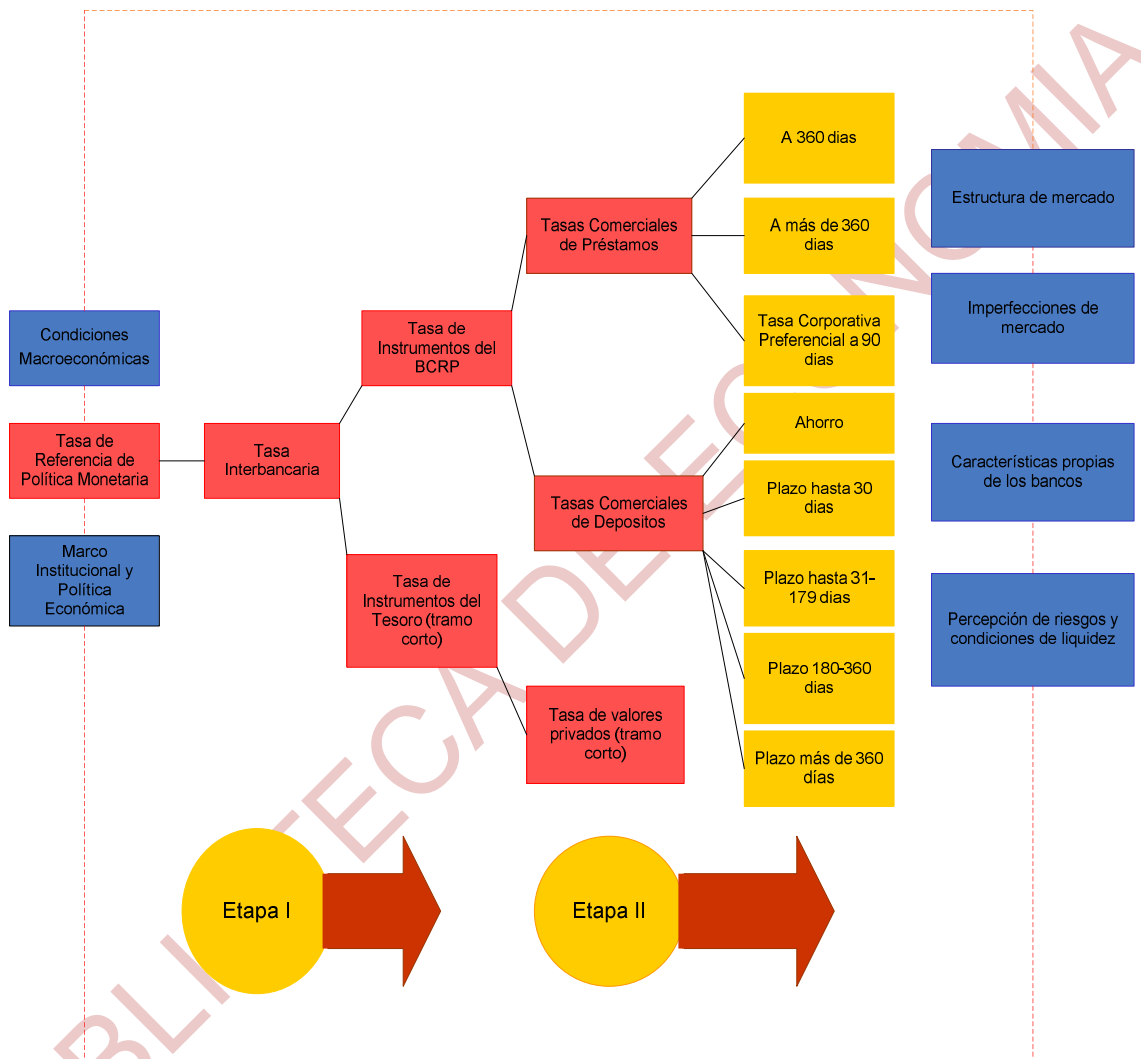 Condiciones
Macroeconómicas
Tasa de
Referencia de
Política Monetaria
Marco
Institucional y
Política
Económica
Tasa
Interbancaria
Tasa de
Instrumentos del
BCRP
Tasa de
Instrumentos del
Tesoro (tramo
corto)
Tasas Comerciales
de Préstamos
Tasas Comerciales
de Depositos
Tasa de valores
privados (tramo
corto)
A 360 dias
A más de 360
dias
Tasa Corporativa
Preferencial a 90
dias
Ahorro
Plazo hasta 30
dias
Plazo hasta 31-
179 dias
Plazo 180-360
dias
Plazo más de 360
días
Estructura de mercado
Imperfecciones de
mercado
Características propias
de los bancos
Percepción de riesgos y
condiciones de liquidez
Etapa I
Etapa II